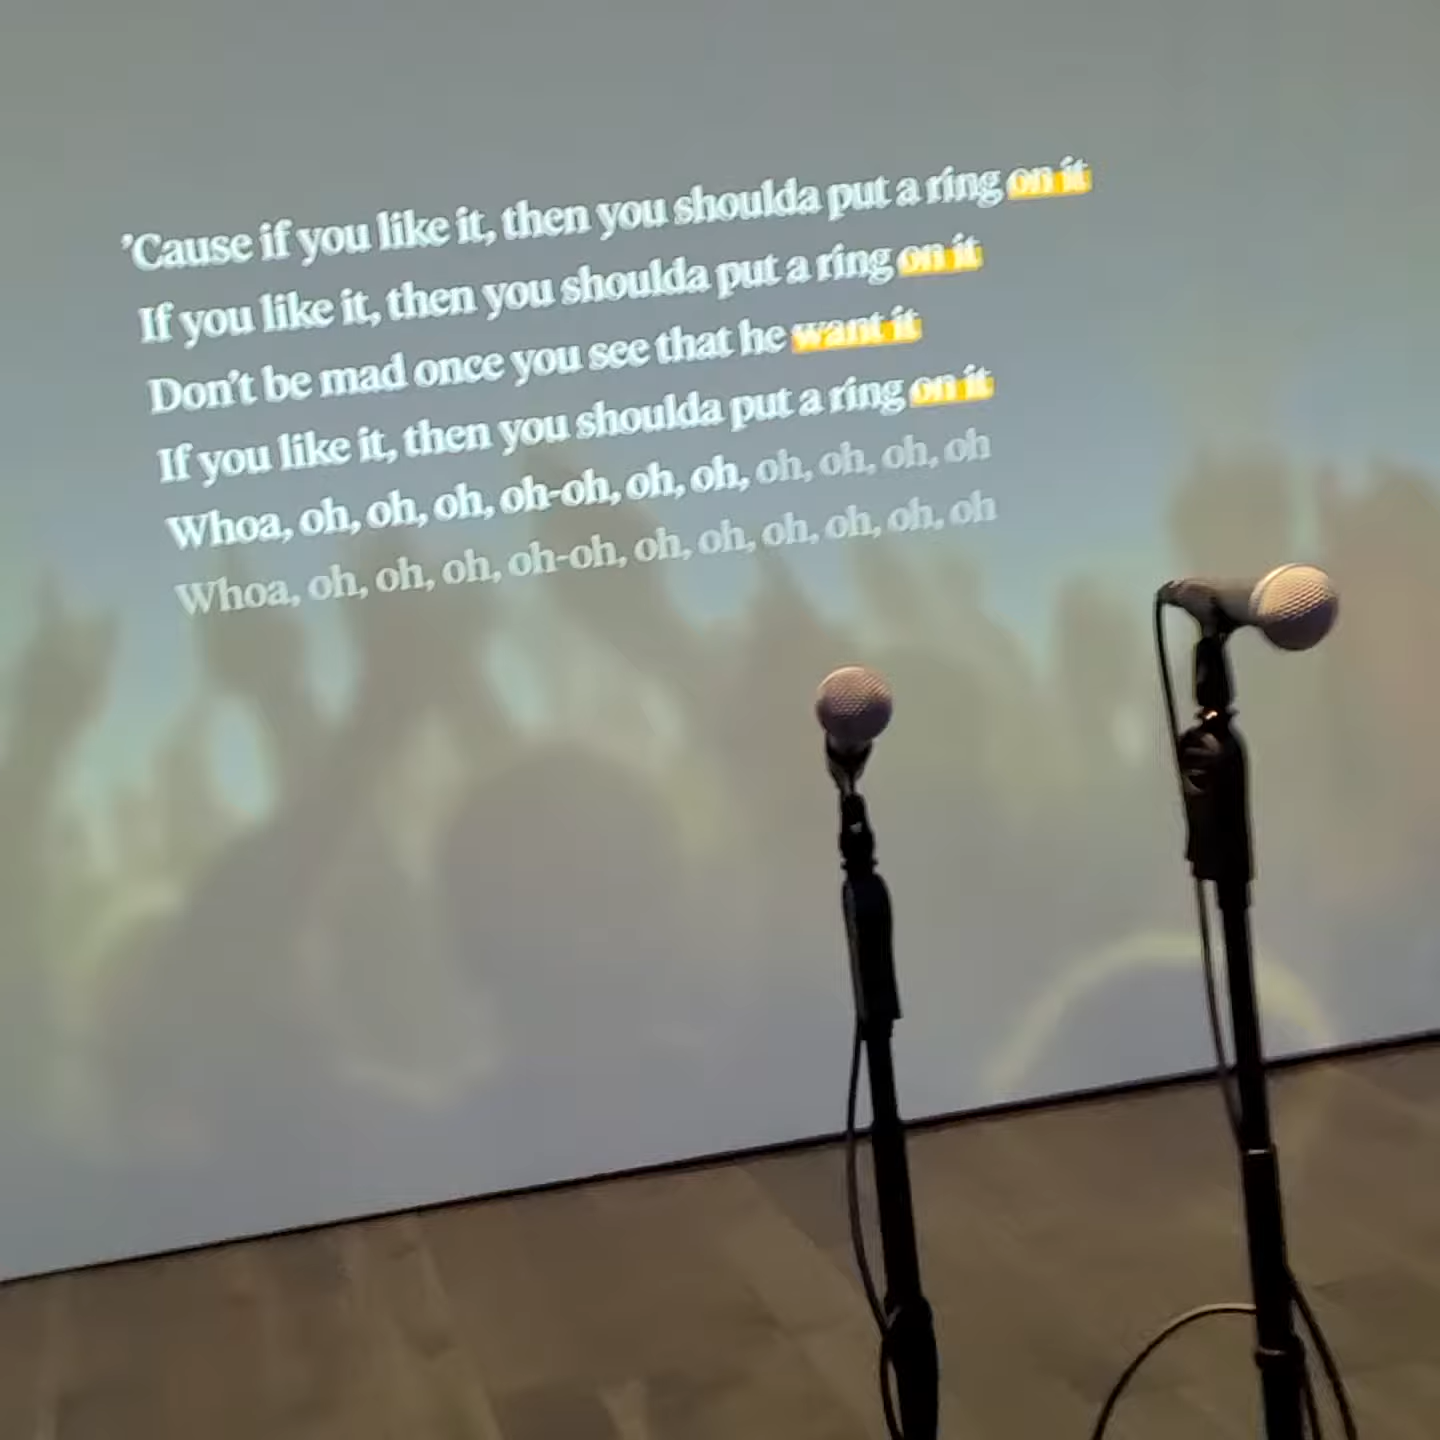 ’Cause if you like it, then you shoulda put a ring on it
If you like it, then you shoulda put a ring on it
Don’t be mad once you see that he want it
If you like it, then you shoulda put a ring on it
Whoa, oh, oh, oh, oh-oh, oh, oh, oh, oh, oh, oh
Whoa, oh, oh, oh, oh-oh, oh, oh, oh, oh, oh, oh